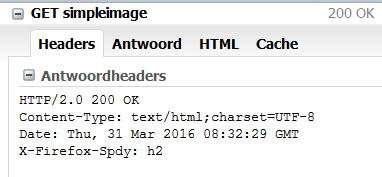 GET simpleimage 200 OK
Headers Antwoord HTML Cache
Antwoordheaders
HTTP/2.0 200 OK
Content-Type: text/html;charset=UTF-8
Date: Thu, 31 Mar 2016 08:32:29 GMT
X-Firefox-Spdy: h2